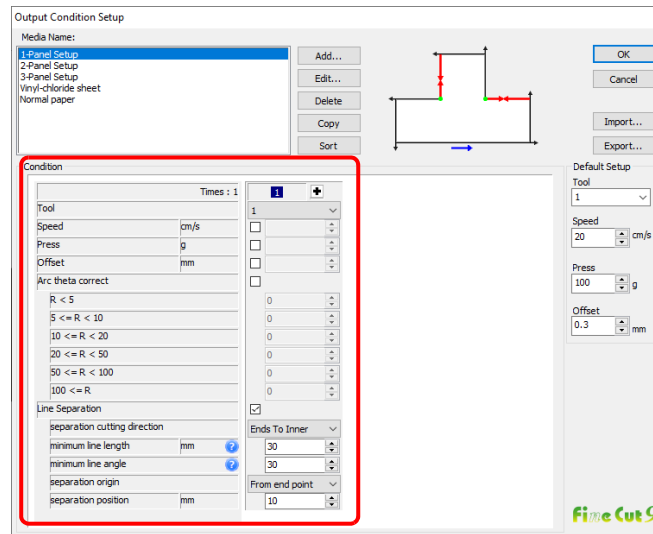 Output Condition Setup
Media Name:
1-Panel Setup
2-Panel Setup
3-Panel Setup
Vinyl-chloride sheet
Normal paper
Add...
Edit...
Delete
Copy
Sort
OK
Cancel
Import...
Export...
Condition
Times : 1 1
Tool 1
Speed cm/s
Press g
Offset mm
Arc theta correct
R < 5 0
5 <= R < 10 0
10 <= R < 20 0
20 <= R < 50 0
50 <= R < 100 0
100 <= R 0
Line Separation
separation cutting direction Ends To Inner
minimum line length mm ? 30
minimum line angle ? 30
separation origin From end point
separation position mm 10
Default Setup
Tool
1
Speed
20 cm/s
Press
100 g
Offset
0.3 mm
Fine Cut 9